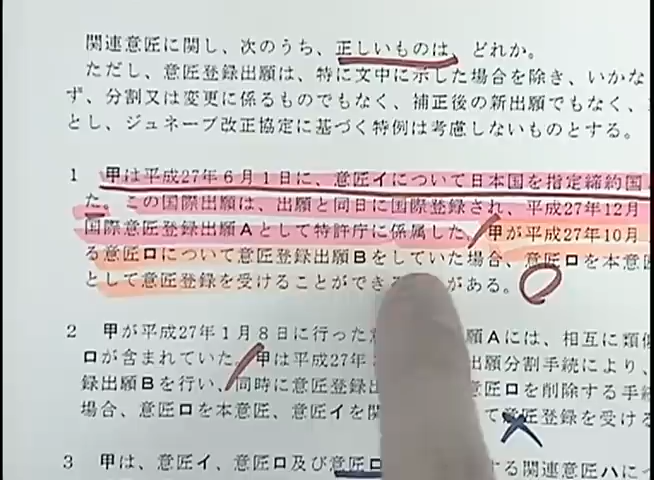 関連意匠に関し、次のうち、正しいものは、どれか。
ただし、意匠登録出願は、特に文中に示した場合を除き、いかな
ず、分割又は変更に係るものでもなく、補正後の新出願でもなく、
とし、ジュネーブ改正協定に基づく特例は考慮しないものとする。
1 甲は平成27年6月1日に、意匠イについて日本国を指定締約国
た。この国際出願は、出願と同日に国際登録され、平成27年12月
国際意匠登録出願Aとして特許庁に係属した。甲が平成27年10月
る意匠ロについて意匠登録出願Bをしていた場合、意匠ロを本意
として意匠登録を受けることができ がある。
2 甲が平成27年1月8日に行った 願Aには、相互に類
ロが含まれていた。甲は平成27年 出願分割手続により、
録出願Bを行い、同時に意匠登録出 意匠ロを削除する手
場合、意匠ロを本意匠、意匠イを関 て意匠登録を受ける
3 甲は、意匠イ、意匠ロ及び意匠ロ する関連意匠ハに